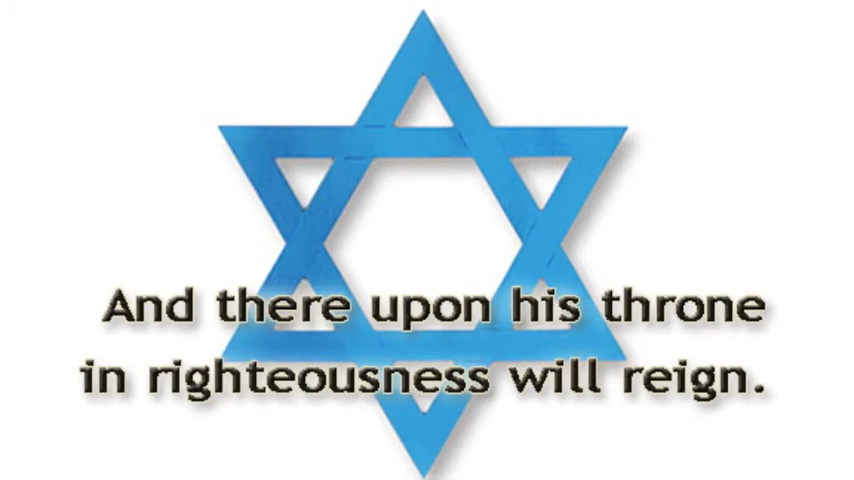 And there upon his throne
in righteousness will reign.